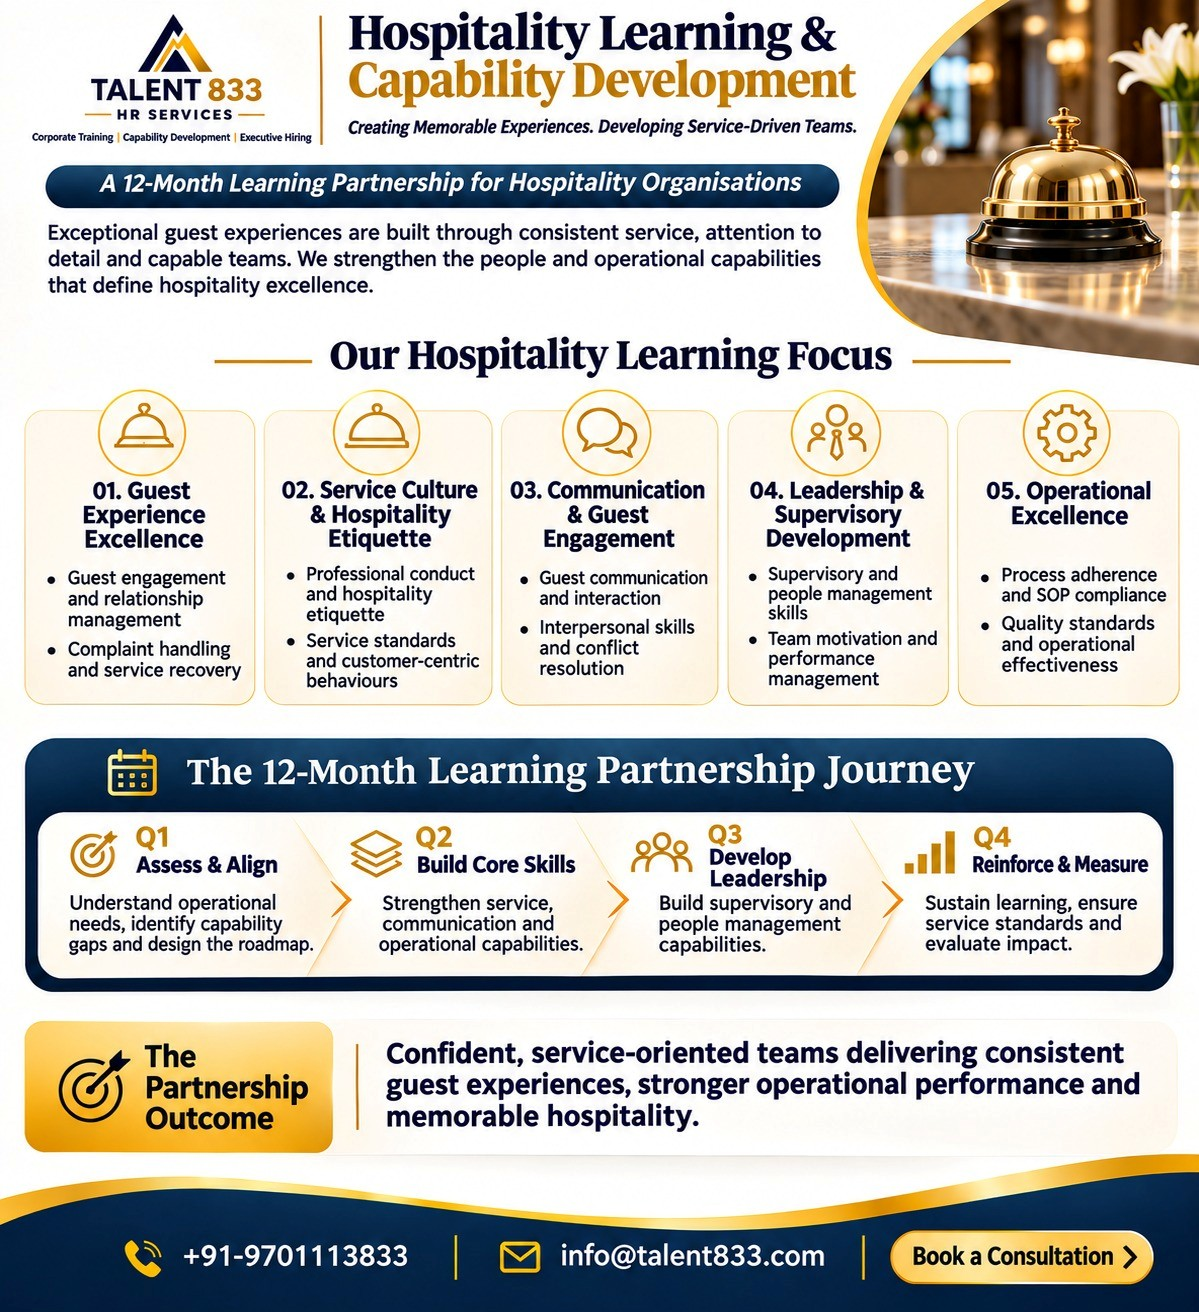 TALENT 833
HR SERVICES
Corporate Training | Capability Development | Executive Hiring
Hospitality Learning &
Capability Development
Creating Memorable Experiences. Developing Service-Driven Teams.
A 12-Month Learning Partnership for Hospitality Organisations
Exceptional guest experiences are built through consistent service, attention to
detail and capable teams. We strengthen the people and operational capabilities
that define hospitality excellence.
Our Hospitality Learning Focus
01. Guest
Experience
Excellence
• Guest engagement
and relationship
management
• Complaint handling
and service recovery
02. Service Culture
& Hospitality
Etiquette
• Professional conduct
and hospitality
etiquette
• Service standards
and customer-centric
behaviours
03. Communication
& Guest
Engagement
• Guest communication
and interaction
• Interpersonal skills
and conflict
resolution
04. Leadership &
Supervisory
Development
• Supervisory and
people management
skills
• Team motivation and
performance
management
05. Operational
Excellence
• Process adherence
and SOP compliance
• Quality standards
and operational
effectiveness
The 12-Month Learning Partnership Journey
Q1
Assess & Align
Understand operational
needs, identify capability
gaps and design the roadmap.
Q2
Build Core Skills
Strengthen service,
communication and
operational capabilities.
Q3
Develop
Leadership
Build supervisory and
people management
capabilities.
Q4
Reinforce & Measure
Sustain learning, ensure
service standards and
evaluate impact.
The
Partnership
Outcome
Confident, service-oriented teams delivering consistent
guest experiences, stronger operational performance and
memorable hospitality.
+91-9701113833
info@talent833.com
Book a Consultation